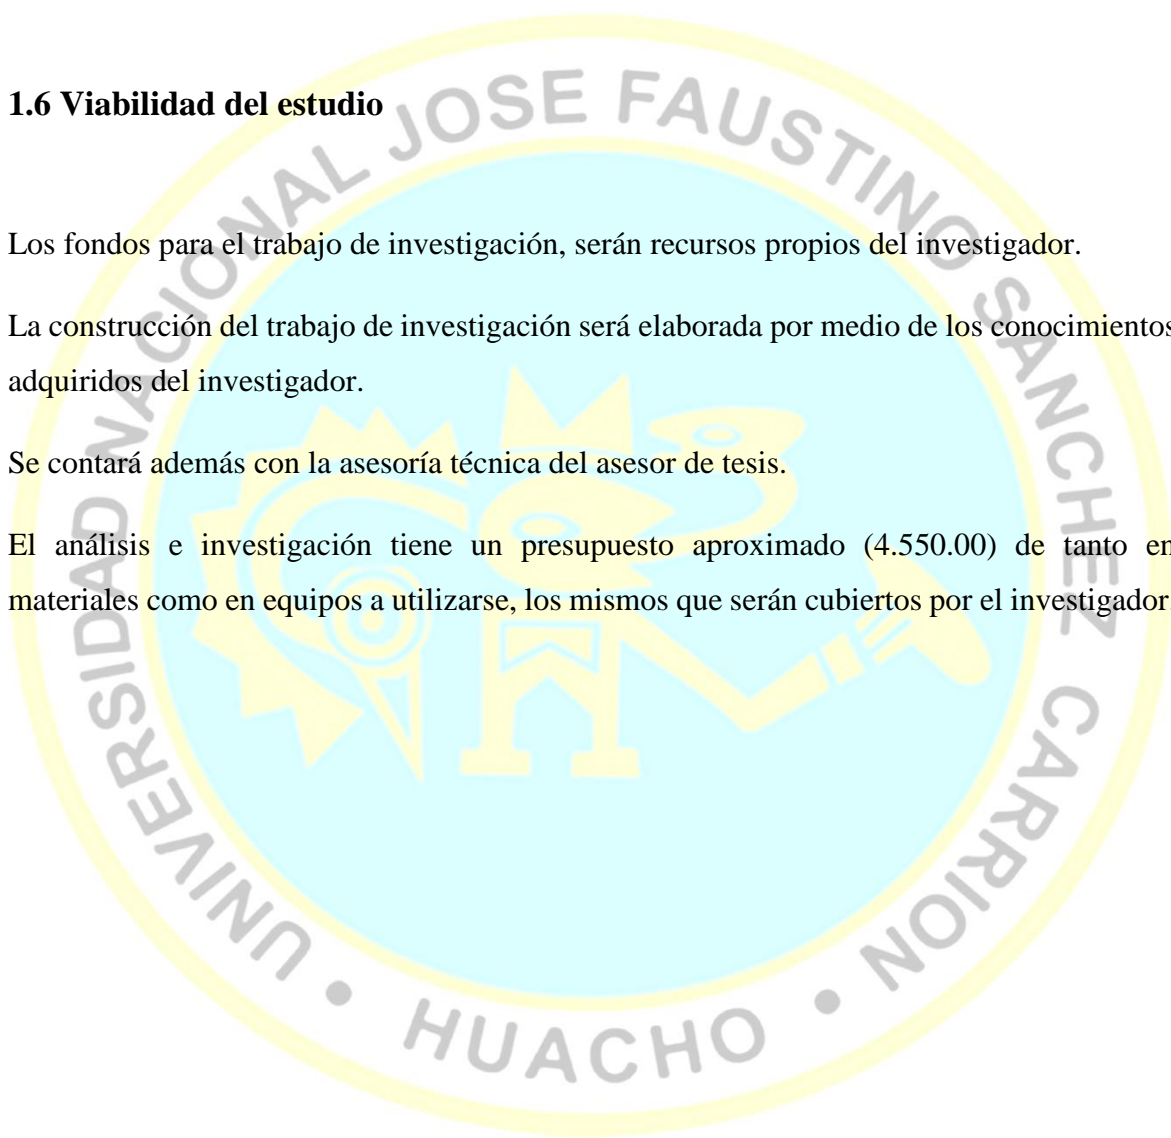 1.6 Viabilidad del estudio
Los fondos para el trabajo de investigación, serán recursos propios del investigador.
La construcción del trabajo de investigación será elaborada por medio de los conocimientos
adquiridos del investigador.
Se contará además con la asesoría técnica del asesor de tesis.
El análisis e investigación tiene un presupuesto aproximado (4.550.00) de tanto en
materiales como en equipos a utilizarse, los mismos que serán cubiertos por el investigador
UNIVERSIDAD NACIONAL JOSE FAUSTINO SANCHEZ CARRION
• HUACHO •